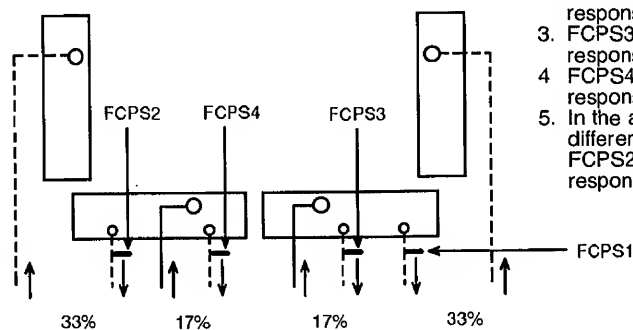 respons
3. FCPS3
respons
4 FCPS4
respons
5. In the a
differen
FCPS2
respon
FCPS2
FCPS4
FCPS3
FCPS1
33%
17%
17%
33%